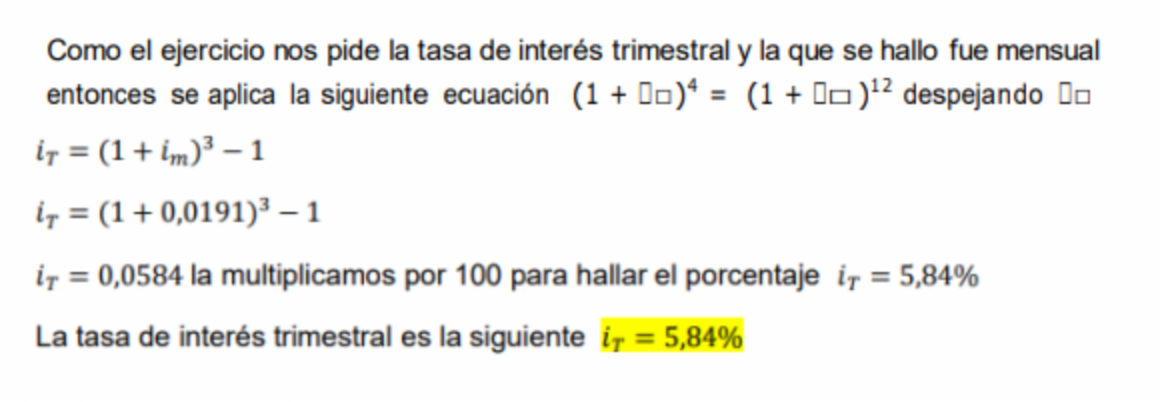 Como el ejercicio nos pide la tasa de interés trimestral y la que se hallo fue mensual
entonces se aplica la siguiente ecuación (1 + ▯▫)⁴ = (1 + ▯▭ )¹² despejando ▯▫
i_T = (1 + i_m)³ − 1
i_T = (1 + 0,0191)³ − 1
i_T = 0,0584 la multiplicamos por 100 para hallar el porcentaje i_T = 5,84%
La tasa de interés trimestral es la siguiente i_T = 5,84%